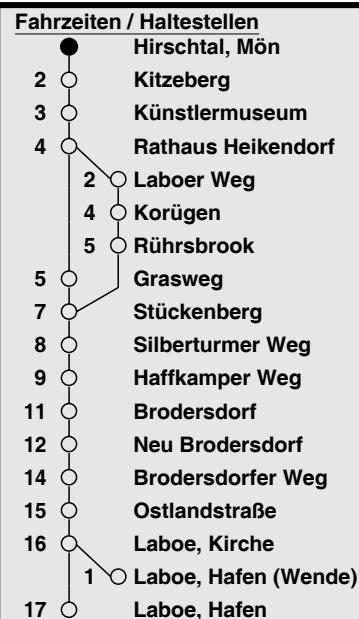 Fahrzeiten / Haltestellen
Hirschtal, Mön
2 Kitzeberg
3 Künstlermuseum
4 Rathaus Heikendorf
2 Laboer Weg
4 Korügen
5 Rührsbrook
5 Grasweg
7 Stückenberg
8 Silberturmer Weg
9 Haffkamper Weg
11 Brodersdorf
12 Neu Brodersdorf
14 Brodersdorfer Weg
15 Ostlandstraße
16 Laboe, Kirche
1 Laboe, Hafen (Wende)
17 Laboe, Hafen